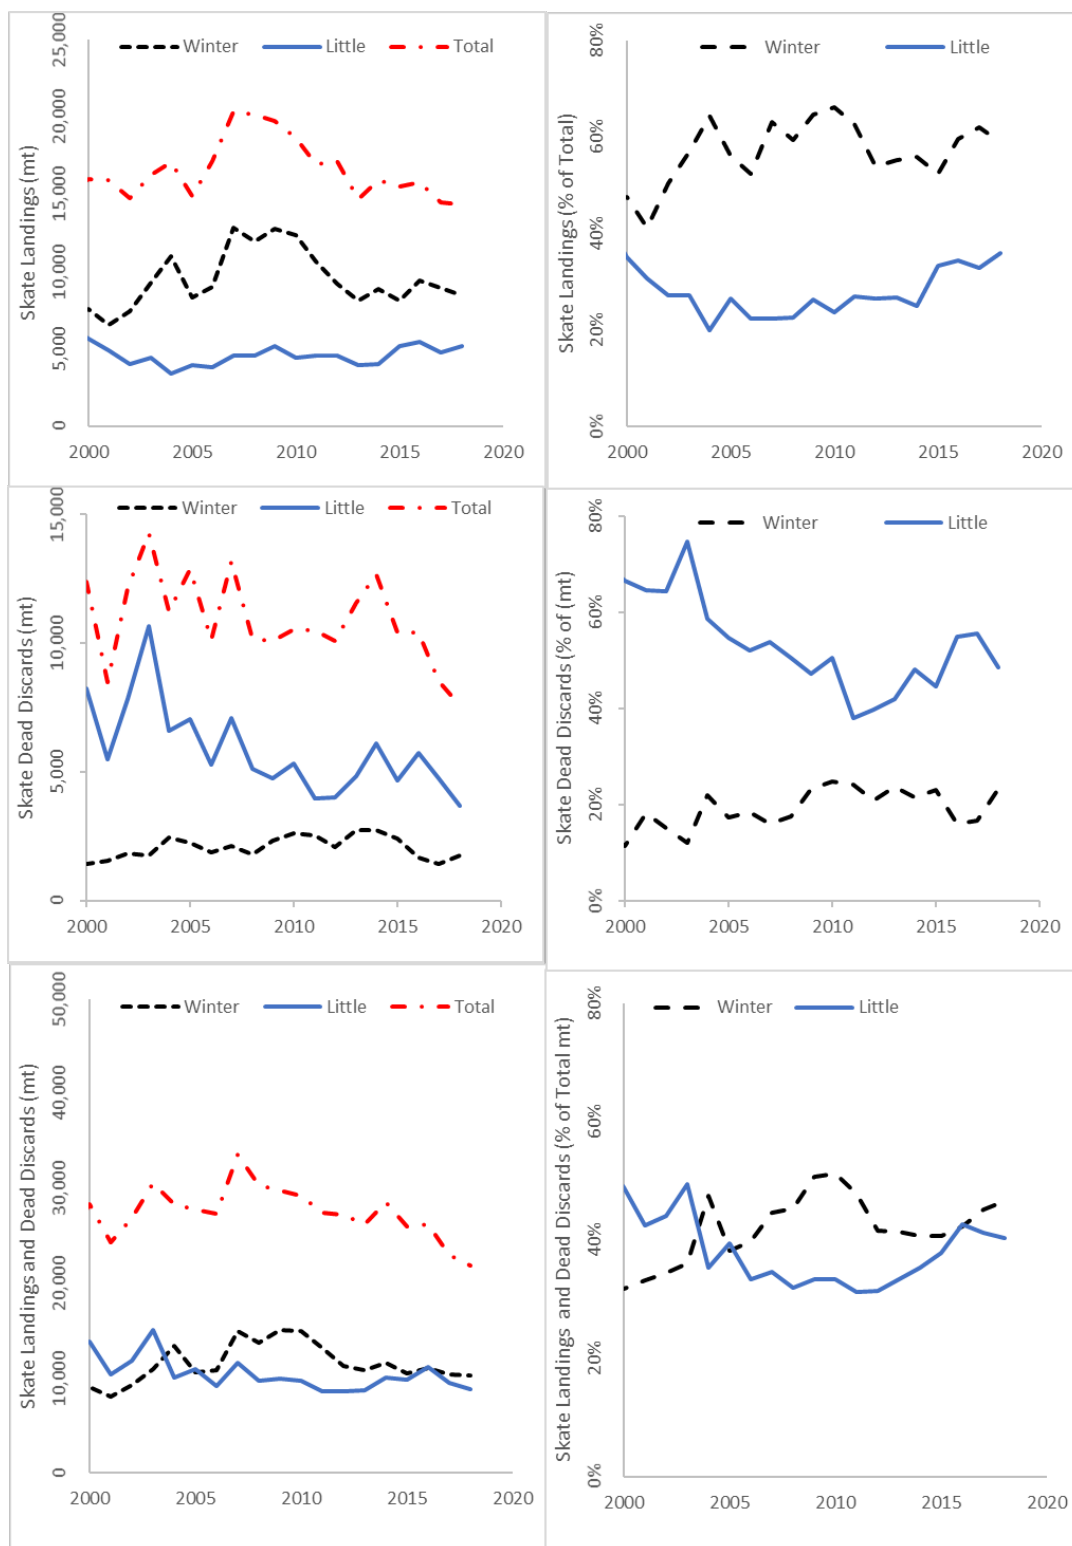 Winter Little Total
Skate Landings (mt)
25,000
20,000
15,000
10,000
5,000
0
2000 2005 2010 2015 2020
Winter Little
Skate Landings (% of Total)
80%
60%
40%
20%
0%
2000 2005 2010 2015 2020
Winter Little Total
Skate Dead Discards (mt)
15,000
10,000
5,000
0
2000 2005 2010 2015 2020
Winter Little
Skate Dead Discards (% of (mt)
80%
60%
40%
20%
0%
2000 2005 2010 2015 2020
Winter Little Total
Skate Landings and Dead Discards (mt)
50,000
40,000
30,000
20,000
10,000
0
2000 2005 2010 2015 2020
Winter Little
Skate Landings and Dead Discards (% of Total mt)
80%
60%
40%
20%
0%
2000 2005 2010 2015 2020